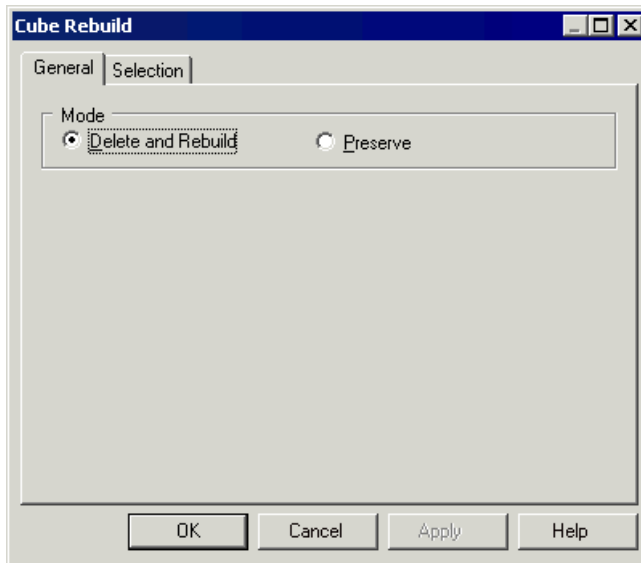 Cube Rebuild
General Selection
Mode
Delete and Rebuild Preserve
OK Cancel Apply Help